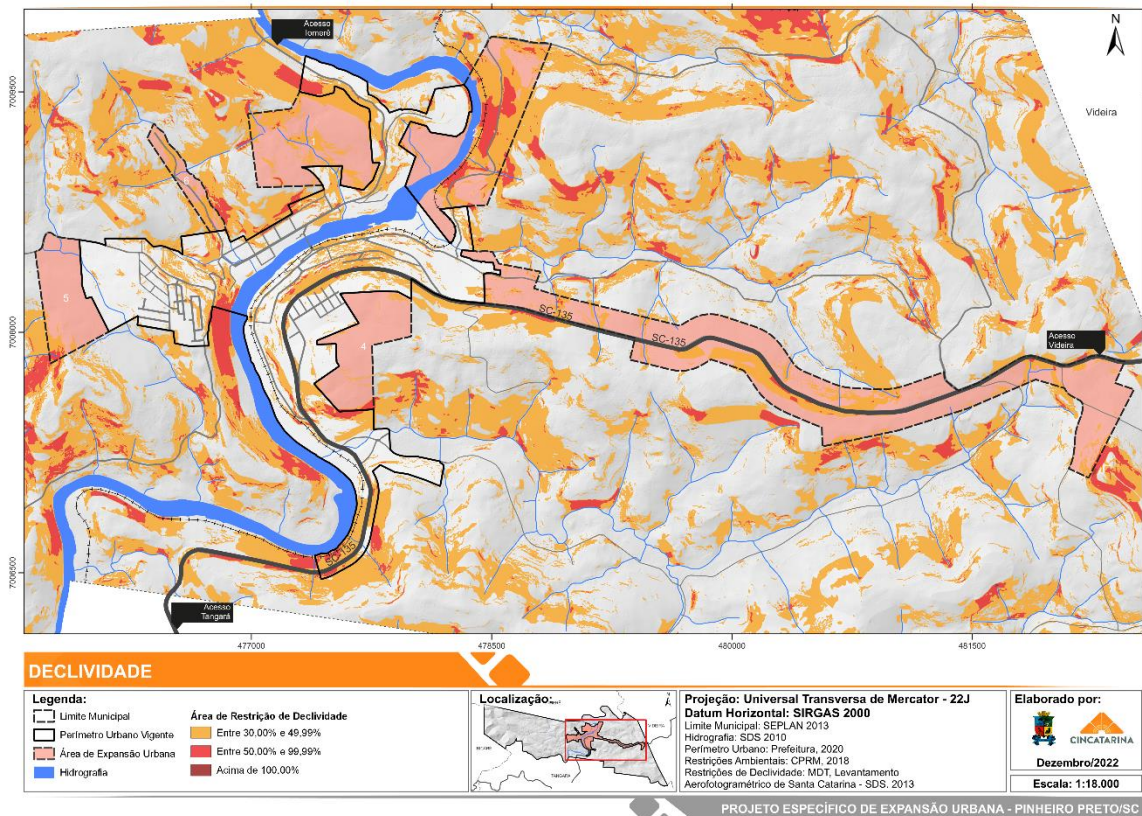 Acesso
Iomerê
N
7009500
Videira
5
7008000
SC-135
SC-135
4
Acesso
Videira
SC-135
7006500
Acesso
Tangará
477000
478500
480000
481500
DECLIVIDADE
Legenda:
Limite Municipal
Perímetro Urbano Vigente
Área de Expansão Urbana
Hidrografia
Área de Restrição de Declividade
Entre 30,00% e 49,99%
Entre 50,00% e 99,99%
Acima de 100,00%
Localização:
N
VIDEIRA
TANGARÁ
Projeção: Universal Transversa de Mercator - 22J
Datum Horizontal: SIRGAS 2000
Limite Municipal: SEPLAN 2013
Hidrografia: SDS 2010
Perímetro Urbano: Prefeitura, 2020
Restrições Ambientais: CPRM, 2018
Restrições de Declividade: MDT, Levantamento
Aerofotogramétrico de Santa Catarina - SDS. 2013
Elaborado por:
CINCATARINA
Dezembro/2022
Escala: 1:18.000
PROJETO ESPECÍFICO DE EXPANSÃO URBANA - PINHEIRO PRETO/SC